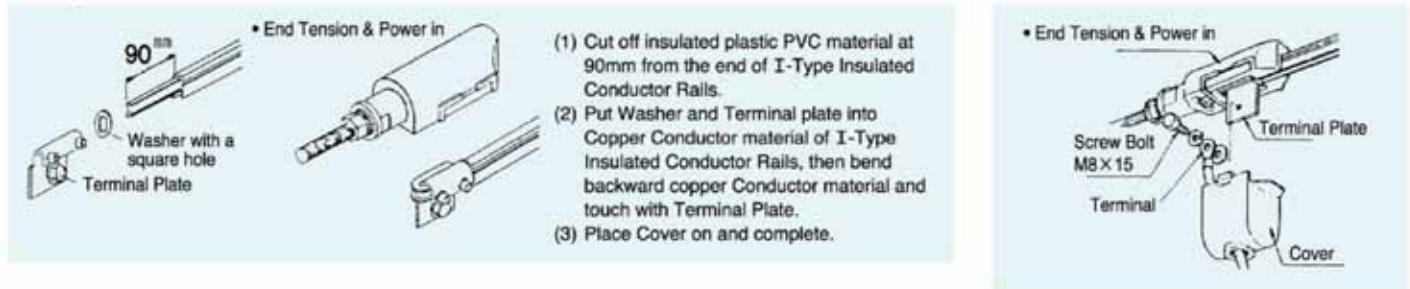 90 mm
• End Tension & Power in
Washer with a
square hole
Terminal Plate
(1) Cut off insulated plastic PVC material at
90mm from the end of I-Type Insulated
Conductor Rails.
(2) Put Washer and Terminal plate into
Copper Conductor material of I-Type
Insulated Conductor Rails, then bend
backward copper Conductor material and
touch with Terminal Plate.
(3) Place Cover on and complete.
• End Tension & Power in
Terminal Plate
Screw Bolt
M8×15
Terminal
Cover